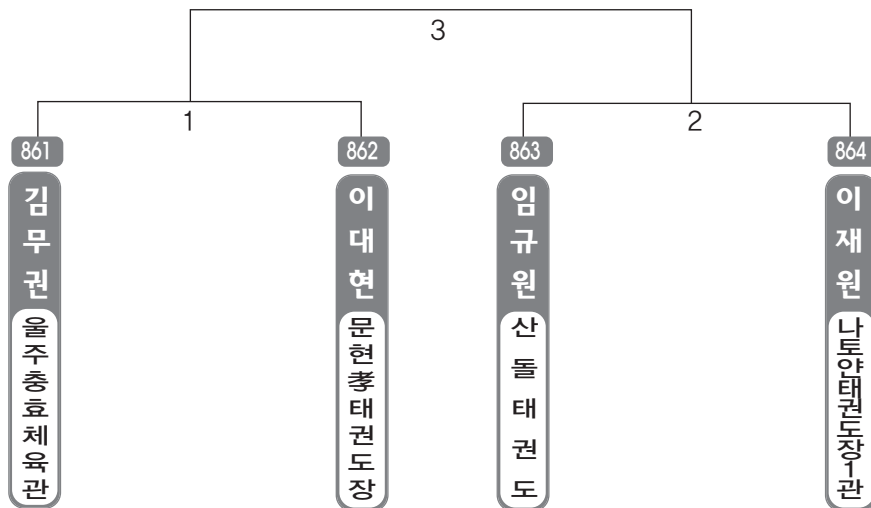 3
1
2
861
862
863
864
김무권
이대현
임규원
이재원
울주충효체육관
문현孝태권도장
산돌태권도
나토얀태권도장1관